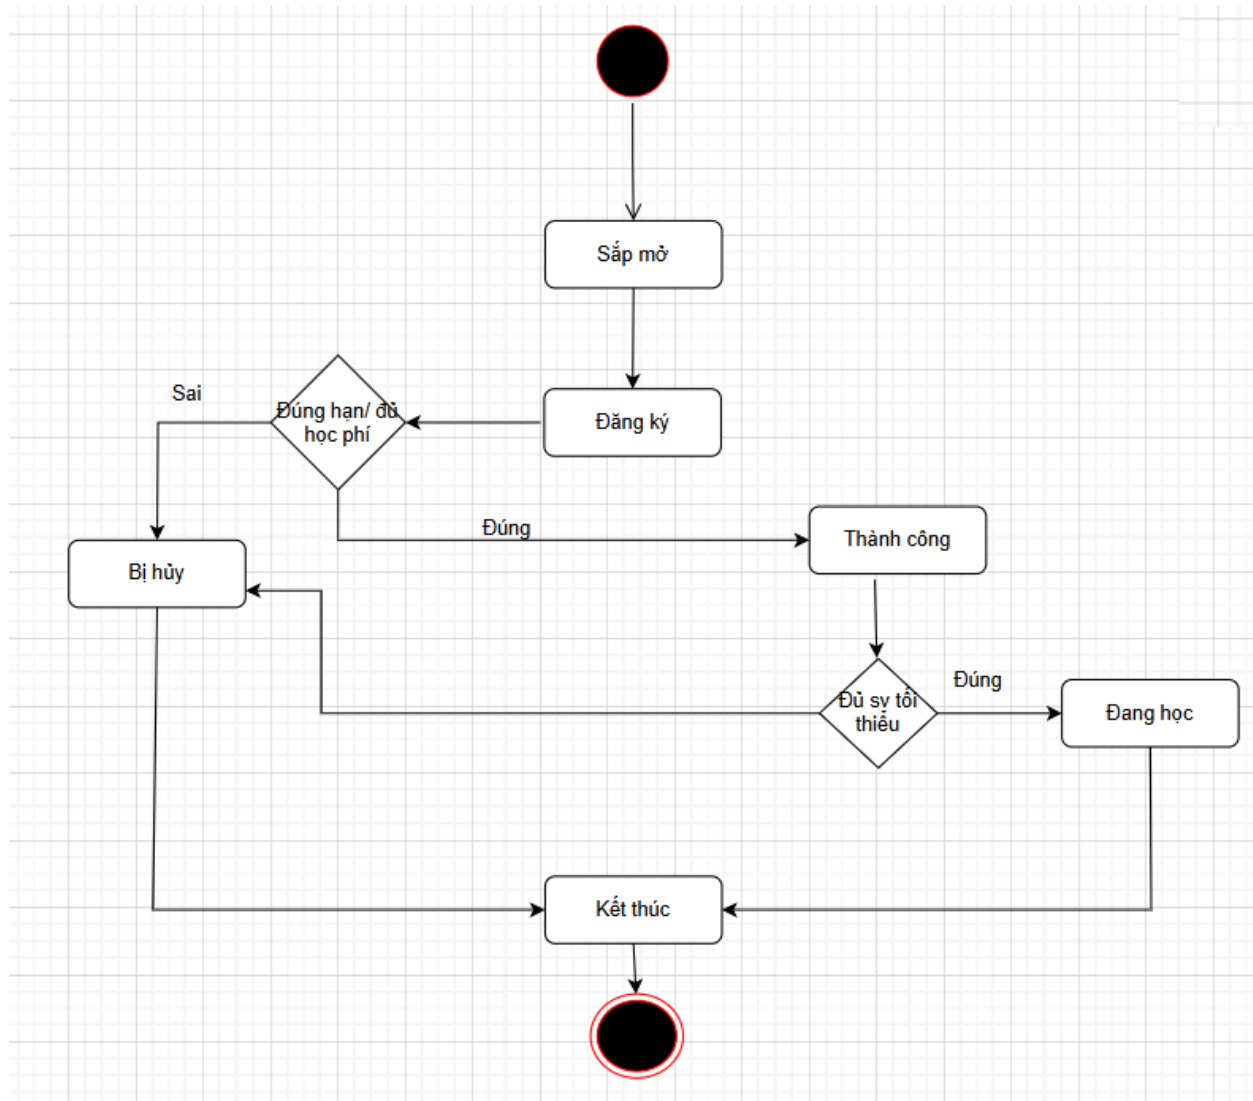 Sắp mở
Sai
Đúng hạn/ đủ
học phí
Đăng ký
Đúng
Thành công
Bị hủy
Đủ sv tối
thiểu
Đúng
Đang học
Kết thúc